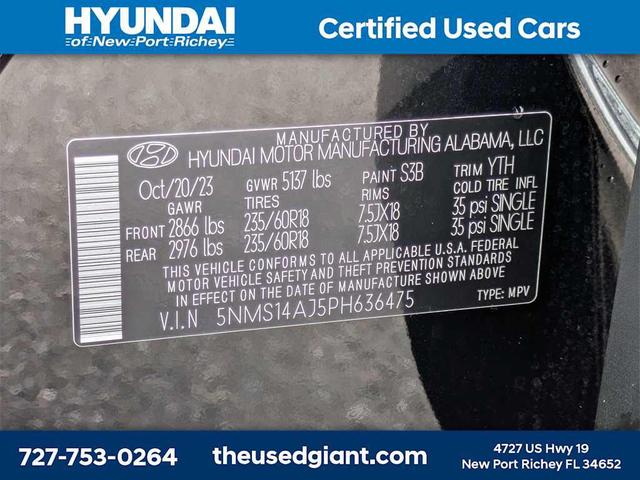 HYUNDAI
of New Port Richey
Certified Used Cars
MANUFACTURED BY
HYUNDAI MOTOR MANUFACTURING ALABAMA, LLC
Oct/20/23 GVWR 5137 lbs PAINT S3B TRIM YTH
GAWR TIRES RIMS COLD TIRE INFL
FRONT 2866 lbs 235/60R18 7.5JX18 35 psi SINGLE
REAR 2976 lbs 235/60R18 7.5JX18 35 psi SINGLE
THIS VEHICLE CONFORMS TO ALL APPLICABLE U.S.A. FEDERAL
MOTOR VEHICLE SAFETY AND THEFT PREVENTION STANDARDS
IN EFFECT ON THE DATE OF MANUFACTURE SHOWN ABOVE.
V.I.N 5NMS14AJ5PH636475 TYPE: MPV
727-753-0264
theusedgiant.com
4727 US Hwy 19
New Port Richey FL 34652